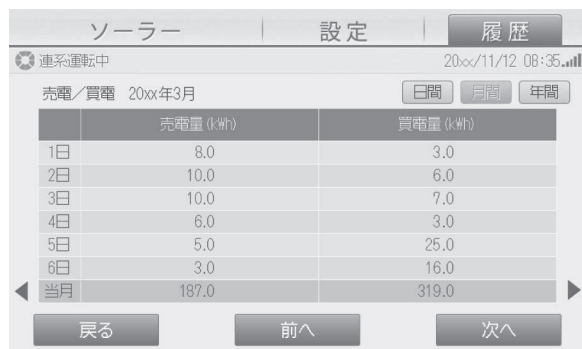 ソーラー 設定 履歴
連系運転中 20xx/11/12 08:35
売電/買電 20xx年3月 日間 月間 年間
売電量(kWh) 買電量(kWh)
1日 8.0 3.0
2日 10.0 6.0
3日 10.0 7.0
4日 6.0 3.0
5日 5.0 25.0
6日 3.0 16.0
当月 187.0 319.0
戻る 前へ 次へ